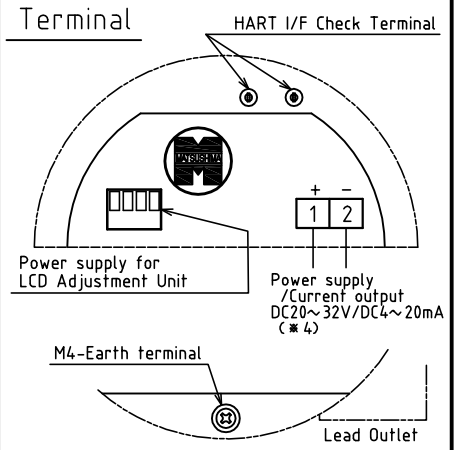 Terminal
HART I/F Check Terminal
MATSUSHIMA
+ −
1 2
Power supply for
LCD Adjustment Unit
Power supply
/Current output
DC20～32V/DC4～20mA
(※4)
M4-Earth terminal
Lead Outlet